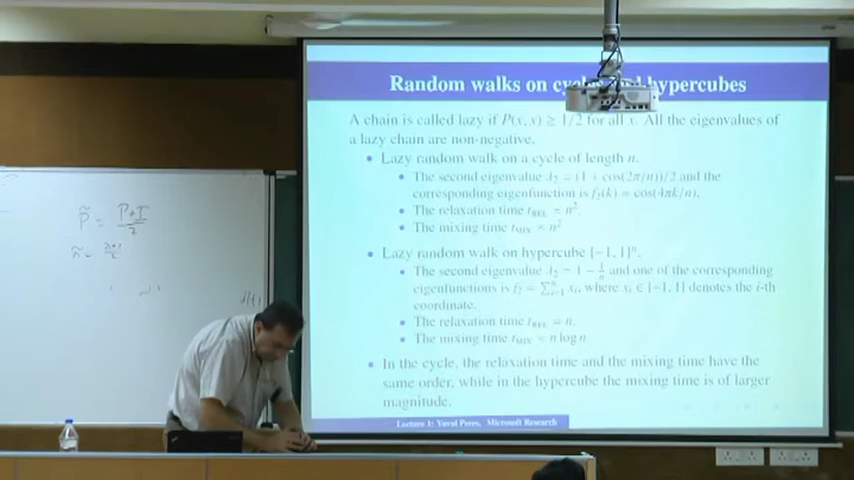 Random walks on cycles and hypercubes
A chain is called lazy if P(x, x) ≥ 1/2 for all x. All the eigenvalues of
a lazy chain are non-negative.
• Lazy random walk on a cycle of length n.
• The second eigenvalue λ₂ = (1 + cos(2π/n))/2 and the
corresponding eigenfunction is f₂(k) = cos(4πk/n).
• The relaxation time t_REL ≍ n².
• The mixing time t_MIX ≍ n²
• Lazy random walk on hypercube {−1, 1}ⁿ.
• The second eigenvalue λ₂ = 1 − 1/n and one of the corresponding
eigenfunctions is f₂ = ∑ⁿᵢ₌₁ xᵢ, where xᵢ ∈ {−1, 1} denotes the i-th
coordinate.
• The relaxation time t_REL = n.
• The mixing time t_MIX ≍ n log n
• In the cycle, the relaxation time and the mixing time have the
same order, while in the hypercube the mixing time is of larger
magnitude.
Lecture 1: Yuval Peres, Microsoft Research
P̃ = P+I
2